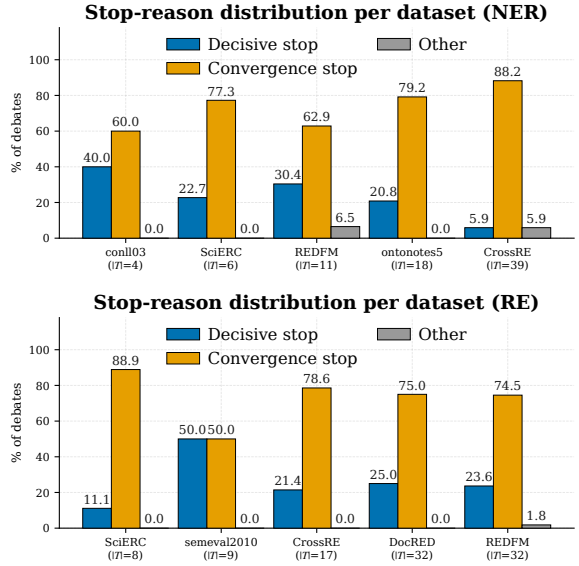 Stop-reason distribution per dataset (NER)
Decisive stop
Convergence stop
Other
% of debates
100
80
60
40
20
0
40.0
60.0
0.0
22.7
77.3
0.0
30.4
62.9
6.5
20.8
79.2
0.0
5.9
88.2
5.9
conll03
(|T|=4)
SciERC
(|T|=6)
REDFM
(|T|=11)
ontonotes5
(|T|=18)
CrossRE
(|T|=39)
Stop-reason distribution per dataset (RE)
Decisive stop
Convergence stop
Other
% of debates
100
80
60
40
20
0
11.1
88.9
0.0
50.0
50.0
0.0
21.4
78.6
0.0
25.0
75.0
0.0
23.6
74.5
1.8
SciERC
(|T|=8)
semeval2010
(|T|=9)
CrossRE
(|T|=17)
DocRED
(|T|=32)
REDFM
(|T|=32)